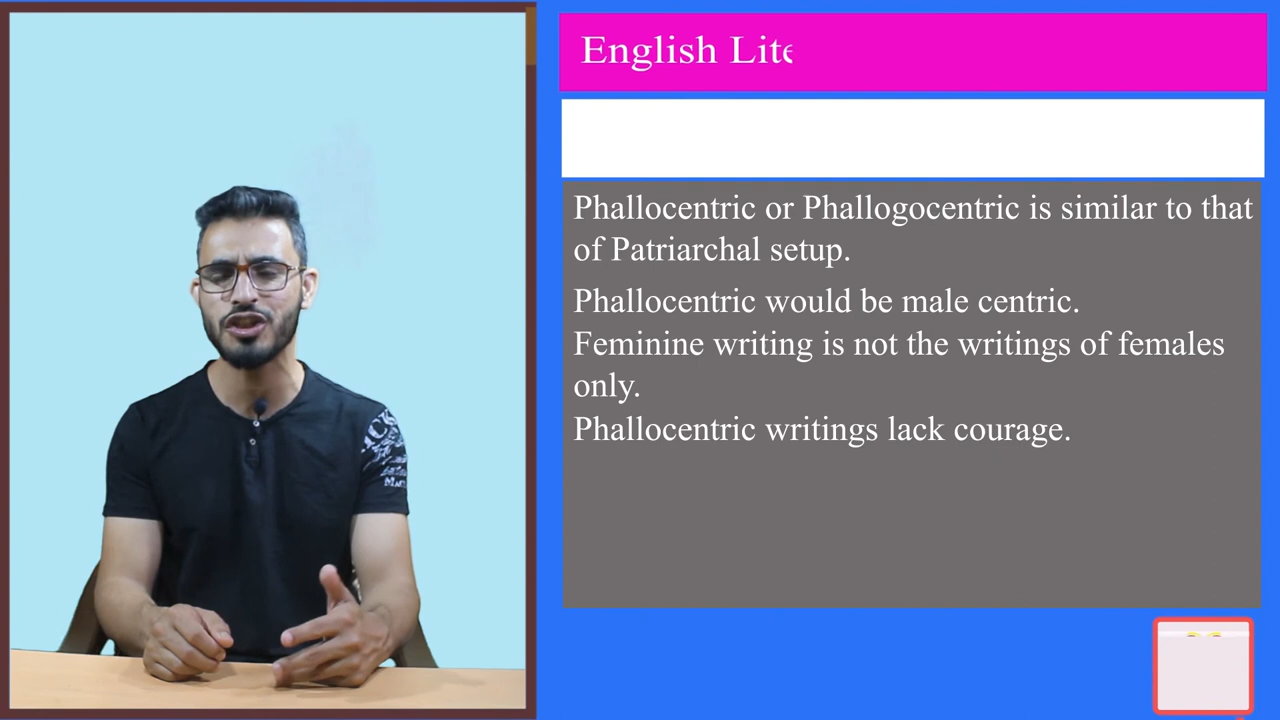 English Lite
Phallocentric or Phallogocentric is similar to that
of Patriarchal setup.
Phallocentric would be male centric.
Feminine writing is not the writings of females
only.
Phallocentric writings lack courage.